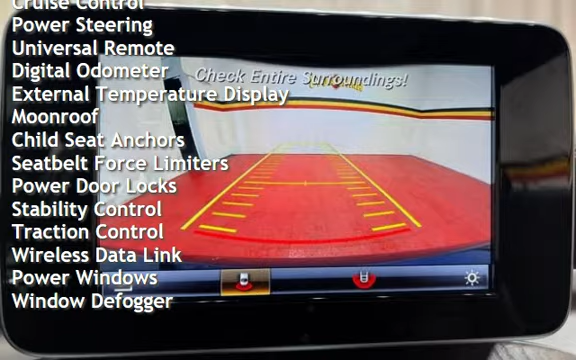 Cruise Control
Power Steering
Universal Remote
Digital Odometer
Check Entire Surroundings!
External Temperature Display
Moonroof
Child Seat Anchors
Seatbelt Force Limiters
Power Door Locks
Stability Control
Traction Control
Wireless Data Link
Power Windows
Window Defogger